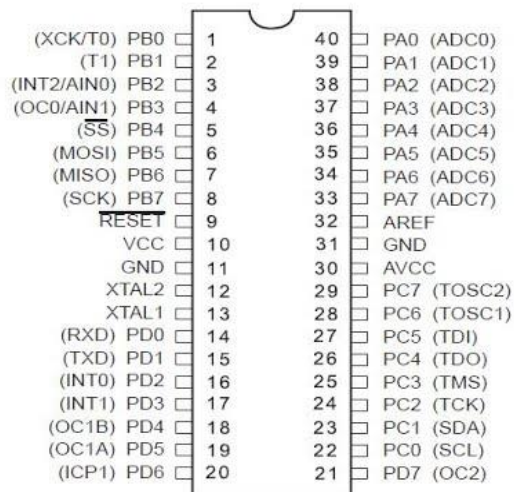 (XCK/T0) PB0 1 40 PA0 (ADC0)
(T1) PB1 2 39 PA1 (ADC1)
(INT2/AIN0) PB2 3 38 PA2 (ADC2)
(OC0/AIN1) PB3 4 37 PA3 (ADC3)
(SS) PB4 5 36 PA4 (ADC4)
(MOSI) PB5 6 35 PA5 (ADC5)
(MISO) PB6 7 34 PA6 (ADC6)
(SCK) PB7 8 33 PA7 (ADC7)
RESET 9 32 AREF
VCC 10 31 GND
GND 11 30 AVCC
XTAL2 12 29 PC7 (TOSC2)
XTAL1 13 28 PC6 (TOSC1)
(RXD) PD0 14 27 PC5 (TDI)
(TXD) PD1 15 26 PC4 (TDO)
(INT0) PD2 16 25 PC3 (TMS)
(INT1) PD3 17 24 PC2 (TCK)
(OC1B) PD4 18 23 PC1 (SDA)
(OC1A) PD5 19 22 PC0 (SCL)
(ICP1) PD6 20 21 PD7 (OC2)